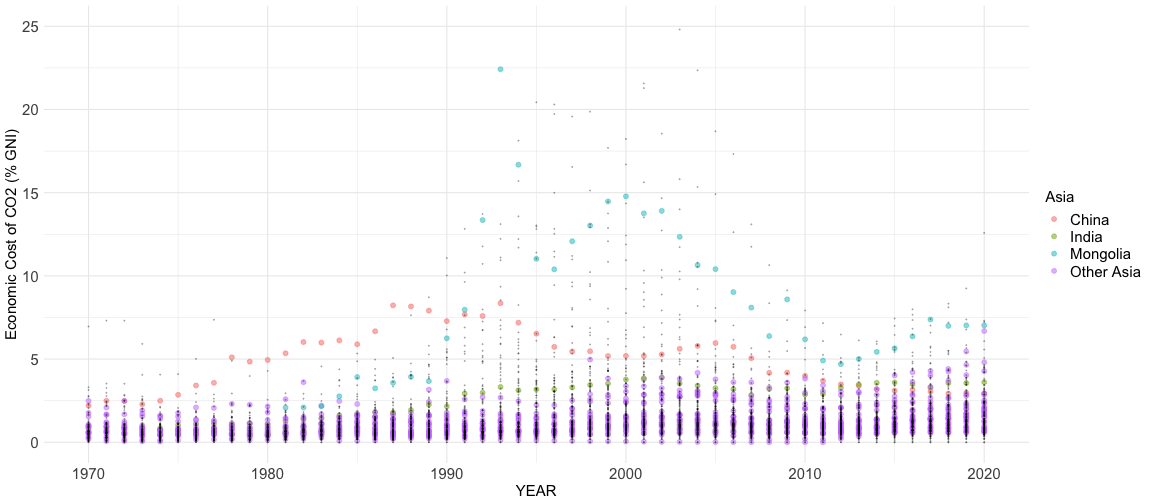 25
20
15
10
5
0
Economic Cost of CO2 (% GNI)
1970 1980 1990 2000 2010 2020
YEAR
Asia
China
India
Mongolia
Other Asia